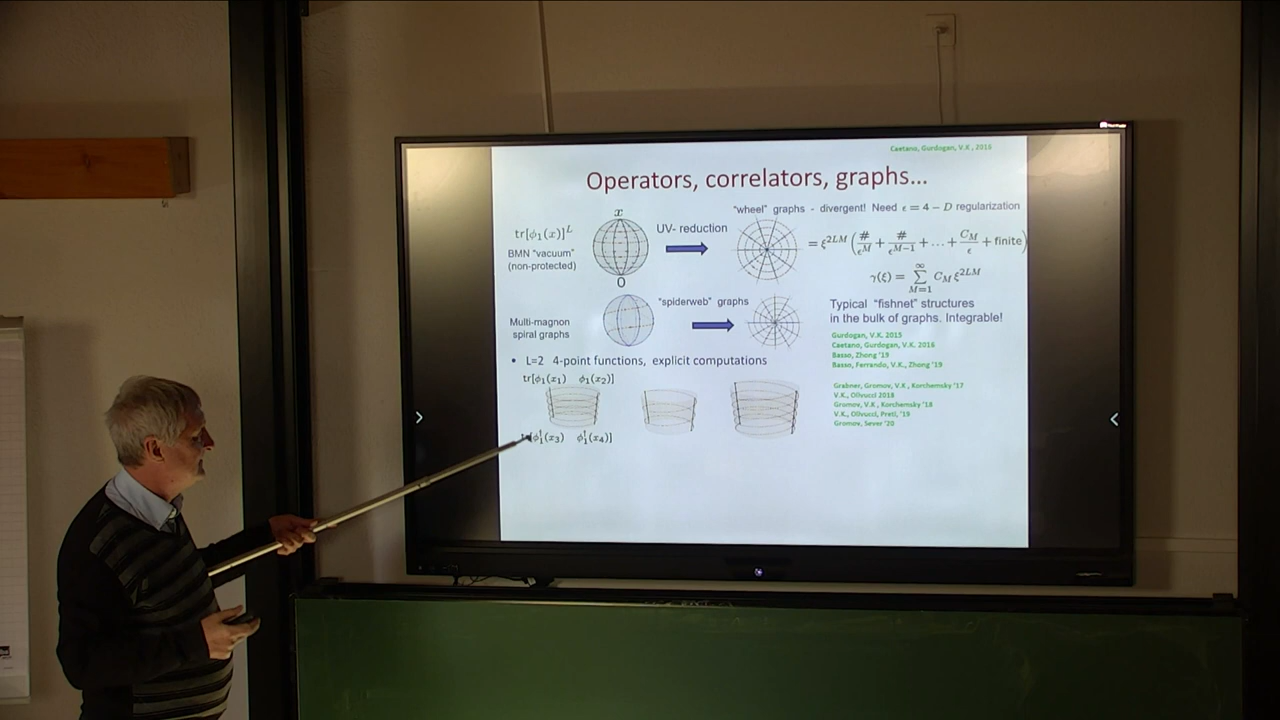 Caetano, Gurdogan, V.K , 2016
Operators, correlators, graphs...
"wheel" graphs - divergent! Need ϵ = 4 − D regularization
x
tr[ϕ₁(x)]ᴸ
UV- reduction
BMN "vacuum"
(non-protected)
= ξ^{2LM} ( #/ϵ^M + #/ϵ^{M−1} + … + C_M/ϵ + finite )
0
γ(ξ) = ∑_{M=1}^{∞} C_M ξ^{2LM}
"spiderweb" graphs
Typical "fishnet" structures
in the bulk of graphs. Integrable!
Multi-magnon
spiral graphs
Gurdogan, V.K. 2015
Caetano, Gurdogan, V.K. 2016
Basso, Zhong '19
Basso, Ferrando, V.K., Zhong '19
• L=2 4-point functions, explicit computations
tr[ϕ₁(x₁) ϕ₁(x₂)]
Grabner, Gromov, V.K , Korchemsky '17
V.K., Olivucci 2018
Gromov, V.K , Korchemsky '18
V.K., Olivucci, Preti, '19
Gromov, Sever '20
[ϕ₁†(x₃) ϕ₁†(x₄)]